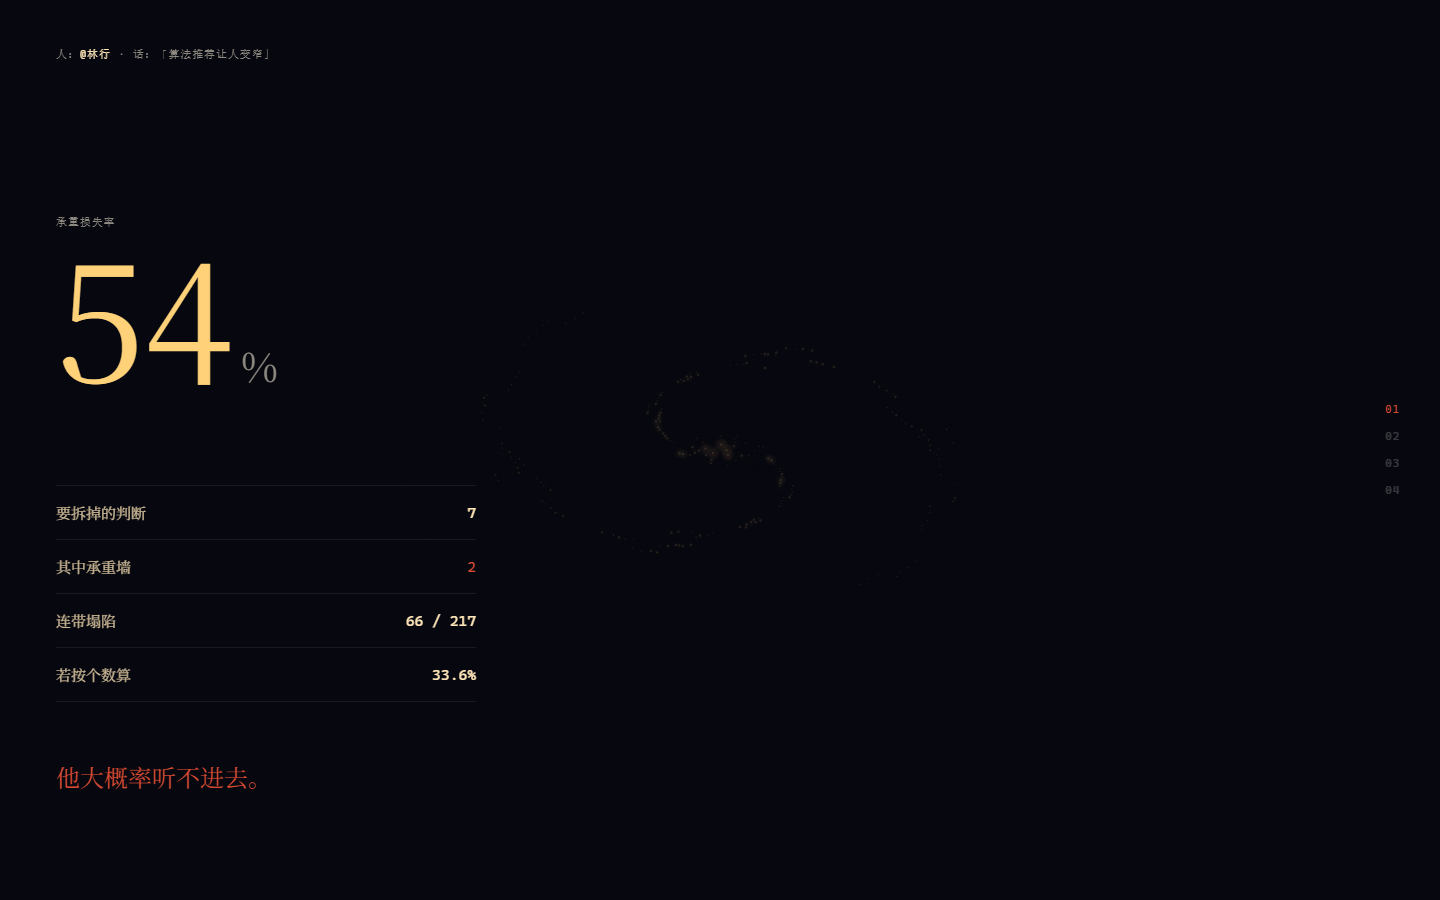 人: @林行 · 话: 「算法推荐让人变窄」
承重损失率
54 %
要拆掉的判断 7
其中承重墙 2
连带塌陷 66 / 217
若按个数算 33.6%
他大概率听不进去。
01
02
03
04